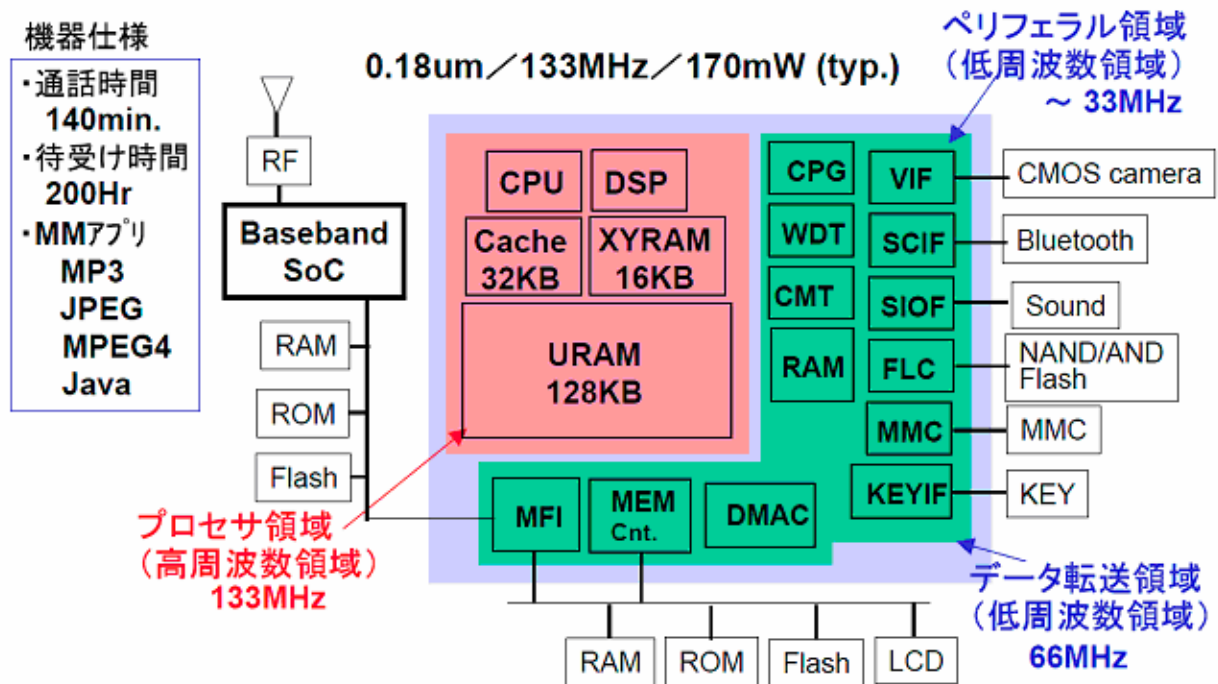 機器仕様
・通話時間
140min.
・待受け時間
200Hr
・MMアプリ
MP3
JPEG
MPEG4
Java
0.18um／133MHz／170mW (typ.)
ペリフェラル領域
（低周波数領域）
～ 33MHz
RF
Baseband
SoC
RAM
ROM
Flash
CPU
DSP
Cache
32KB
XYRAM
16KB
URAM
128KB
CPG
WDT
CMT
RAM
VIF
SCIF
SIOF
FLC
MMC
KEYIF
CMOS camera
Bluetooth
Sound
NAND/AND
Flash
MMC
KEY
MFI
MEM
Cnt.
DMAC
プロセサ領域
（高周波数領域）
133MHz
データ転送領域
（低周波数領域）
66MHz
RAM
ROM
Flash
LCD